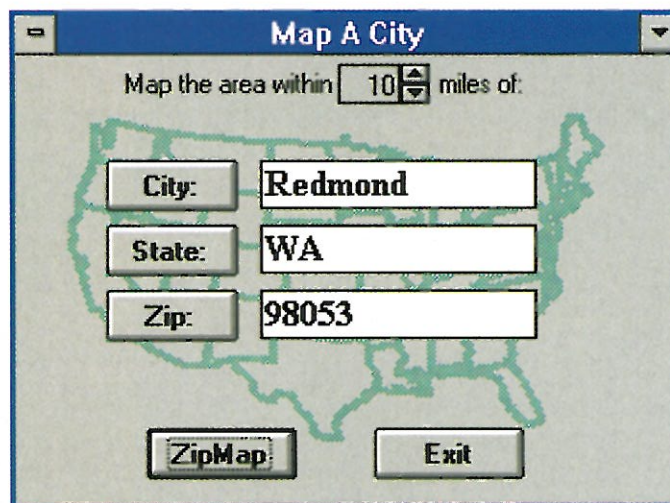 Map A City
Map the area within 10 miles of:
City: Redmond
State: WA
Zip: 98053
ZipMap Exit